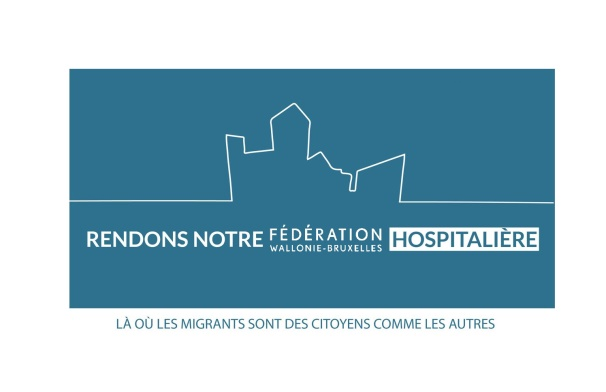 RENDONS NOTRE FÉDÉRATION WALLONIE-BRUXELLES HOSPITALIÈRE
LÀ OÙ LES MIGRANTS SONT DES CITOYENS COMME LES AUTRES